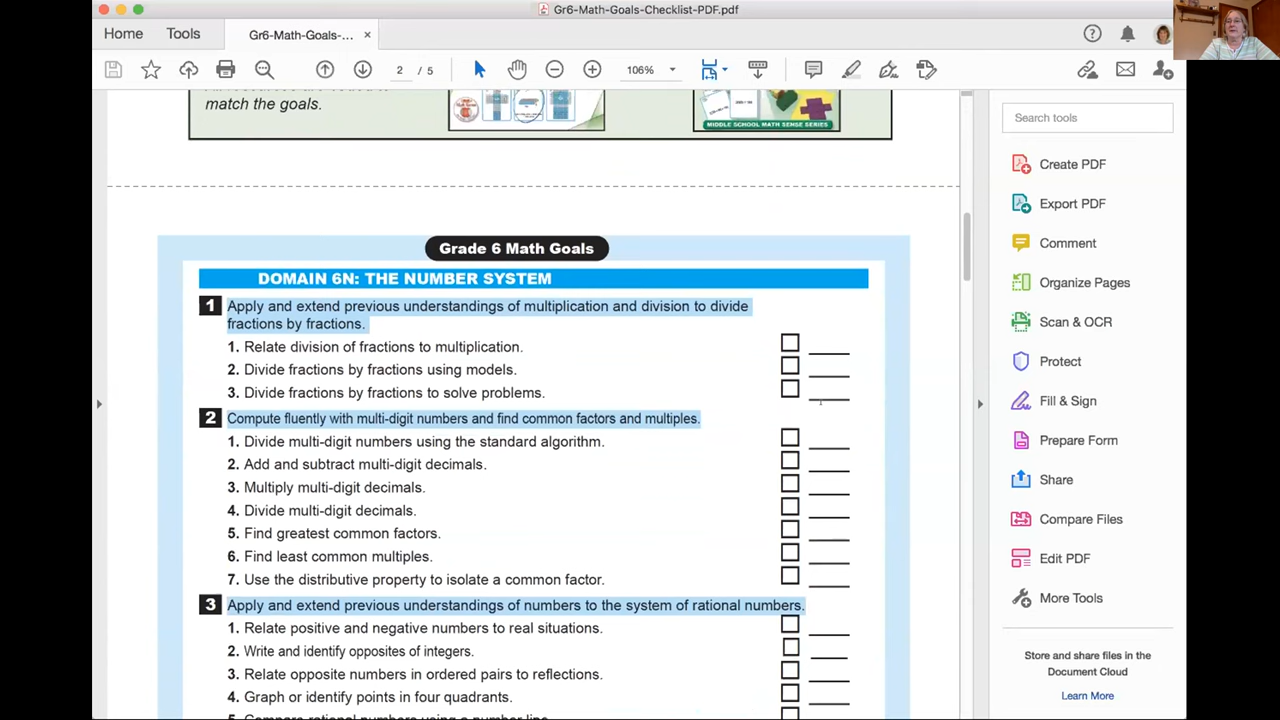 Gr6-Math-Goals-Checklist-PDF.pdf
Home Tools Gr6-Math-Goals-... ×
2 / 5 106%
match the goals.
MIDDLE SCHOOL MATH SENSE SERIES
Grade 6 Math Goals
DOMAIN 6N: THE NUMBER SYSTEM
1 Apply and extend previous understandings of multiplication and division to divide
fractions by fractions.
1. Relate division of fractions to multiplication.
2. Divide fractions by fractions using models.
3. Divide fractions by fractions to solve problems.
2 Compute fluently with multi-digit numbers and find common factors and multiples.
1. Divide multi-digit numbers using the standard algorithm.
2. Add and subtract multi-digit decimals.
3. Multiply multi-digit decimals.
4. Divide multi-digit decimals.
5. Find greatest common factors.
6. Find least common multiples.
7. Use the distributive property to isolate a common factor.
3 Apply and extend previous understandings of numbers to the system of rational numbers.
1. Relate positive and negative numbers to real situations.
2. Write and identify opposites of integers.
3. Relate opposite numbers in ordered pairs to reflections.
4. Graph or identify points in four quadrants.
5. Compare rational numbers using a number line.
Search tools
Create PDF
Export PDF
Comment
Organize Pages
Scan & OCR
Protect
Fill & Sign
Prepare Form
Share
Compare Files
Edit PDF
More Tools
Store and share files in the
Document Cloud
Learn More